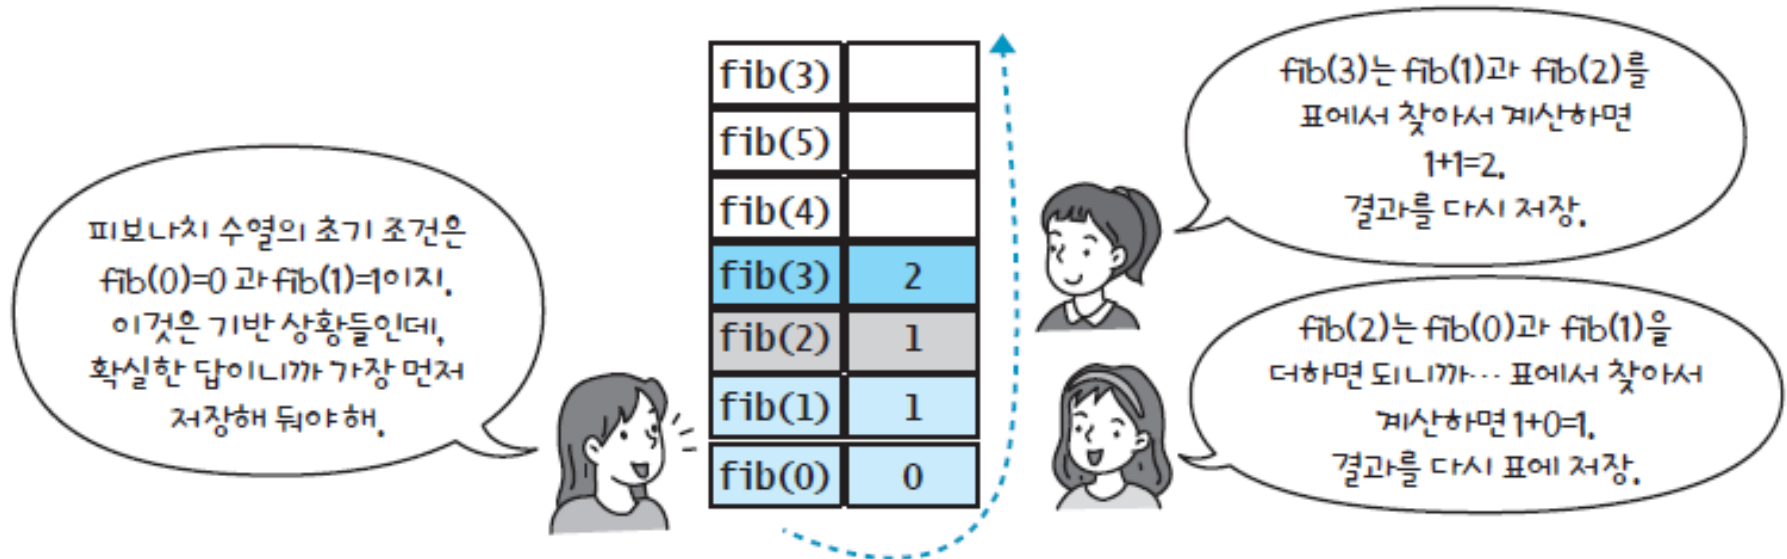 피보나치 수열의 초기 조건은
fib(0)=0 과 fib(1)=1이지.
이것은 기반 상황들인데,
확실한 답이니까 가장 먼저
저장해 둬야 해.
fib(3)
fib(5)
fib(4)
fib(3) 2
fib(2) 1
fib(1) 1
fib(0) 0
fib(3)는 fib(1)과 fib(2)를
표에서 찾아서 계산하면
1+1=2.
결과를 다시 저장.
fib(2)는 fib(0)과 fib(1)을
더하면 되니까… 표에서 찾아서
계산하면 1+0=1.
결과를 다시 표에 저장.